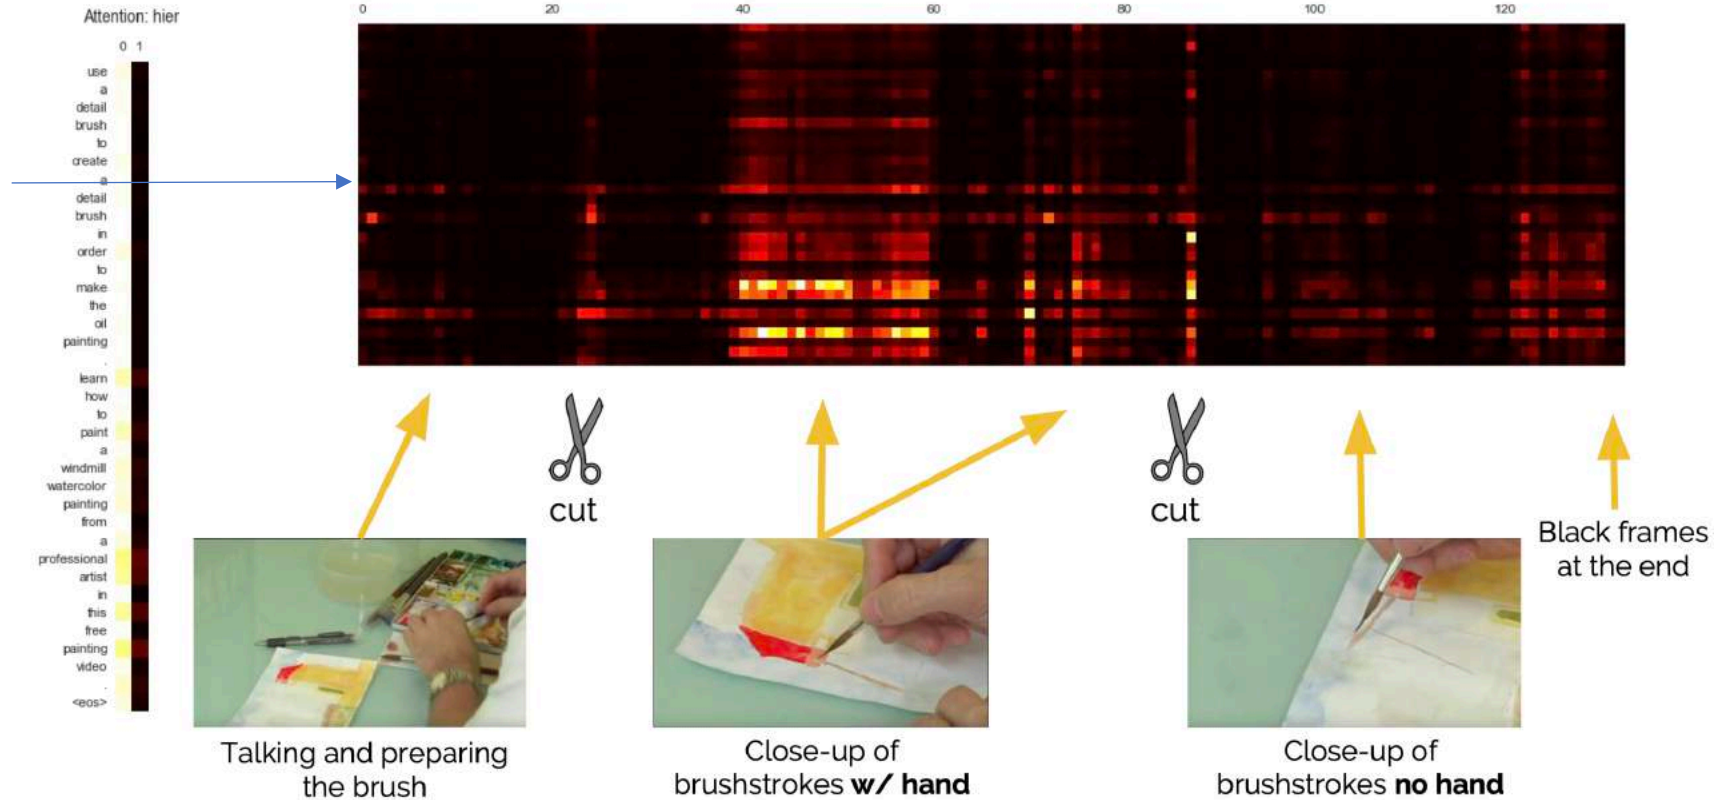 Attention: hier
0 1
0 20 40 60 80 100 120
use
a
detail
brush
to
create
a
detail
brush
in
order
to
make
the
oil
painting
.
learn
how
to
paint
a
windmill
watercolor
painting
from
a
professional
artist
in
this
free
painting
video
.
<eos>
cut
cut
Talking and preparing
the brush
Close-up of
brushstrokes w/ hand
Close-up of
brushstrokes no hand
Black frames
at the end